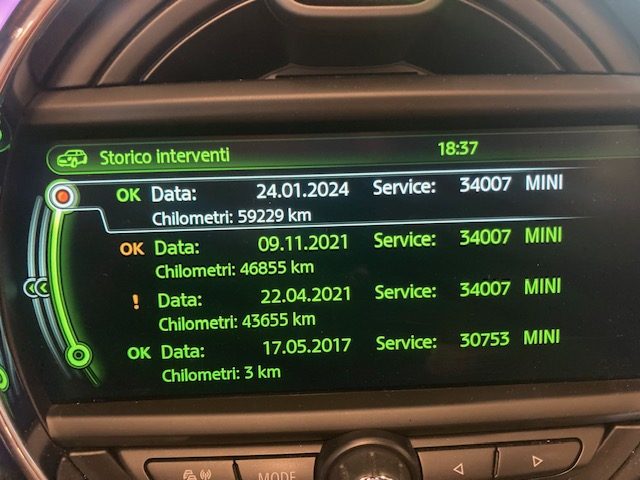 Storico interventi 18:37
OK Data: 24.01.2024 Service: 34007 MINI
Chilometri: 59229 km
OK Data: 09.11.2021 Service: 34007 MINI
Chilometri: 46855 km
! Data: 22.04.2021 Service: 34007 MINI
Chilometri: 43655 km
OK Data: 17.05.2017 Service: 30753 MINI
Chilometri: 3 km
MODE